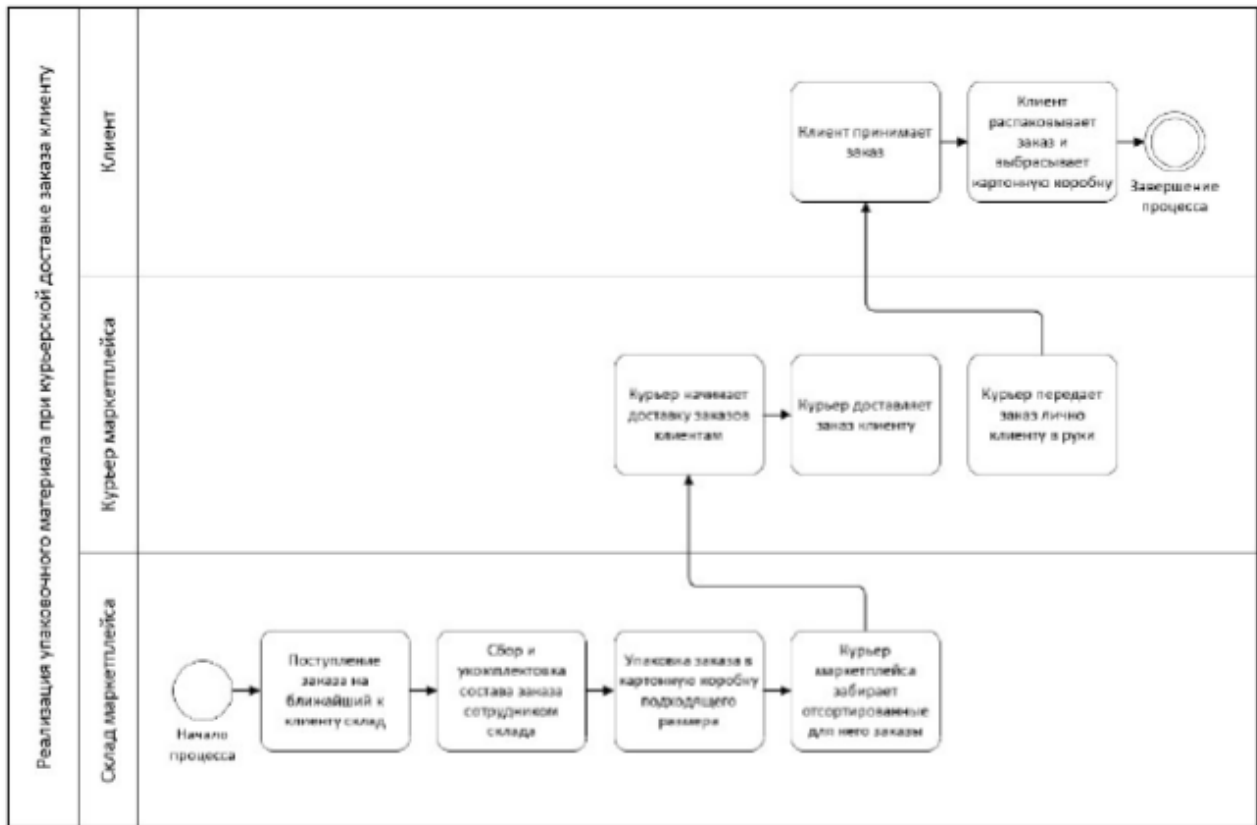 Реализация упаковочного материала при курьерской доставке заказа клиенту
Клиент
Клиент принимает
заказ
Клиент
распаковывает
заказ и
выбрасывает
картонную коробку
Завершение
процесса
Курьер маркетплейса
Курьер начинает
доставку заказов
клиентам
Курьер доставляет
заказ клиенту
Курьер передает
заказ лично
клиенту в руки
Склад маркетплейса
Начало
процесса
Поступление
заказа на
ближайший к
клиенту склад
Сбор и
укомплектовка
состава заказа
сотрудником
склада
Упаковка заказа в
картонную коробку
подходящего
размера
Курьер
маркетплейса
забирает
отсортированные
для него заказы